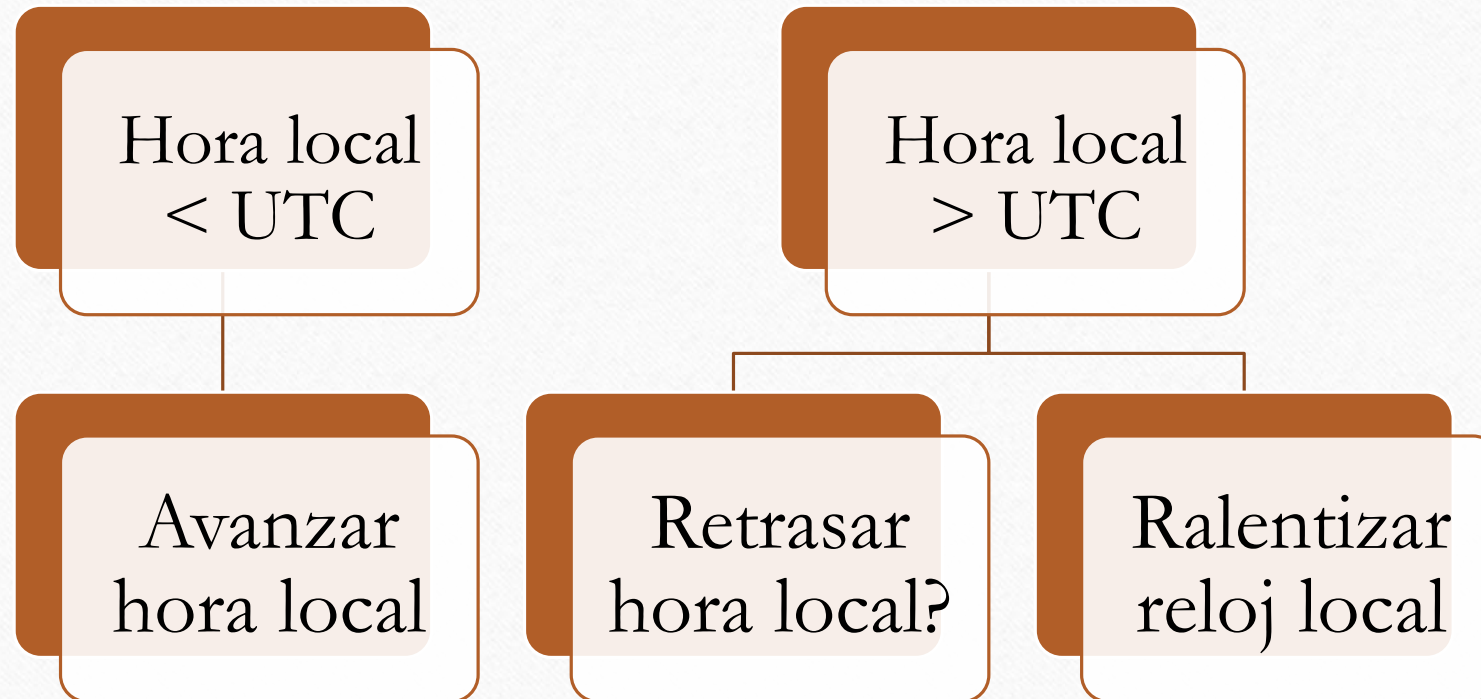 Hora local
< UTC
Hora local
> UTC
Avanzar
hora local
Retrasar
hora local?
Ralentizar
reloj local